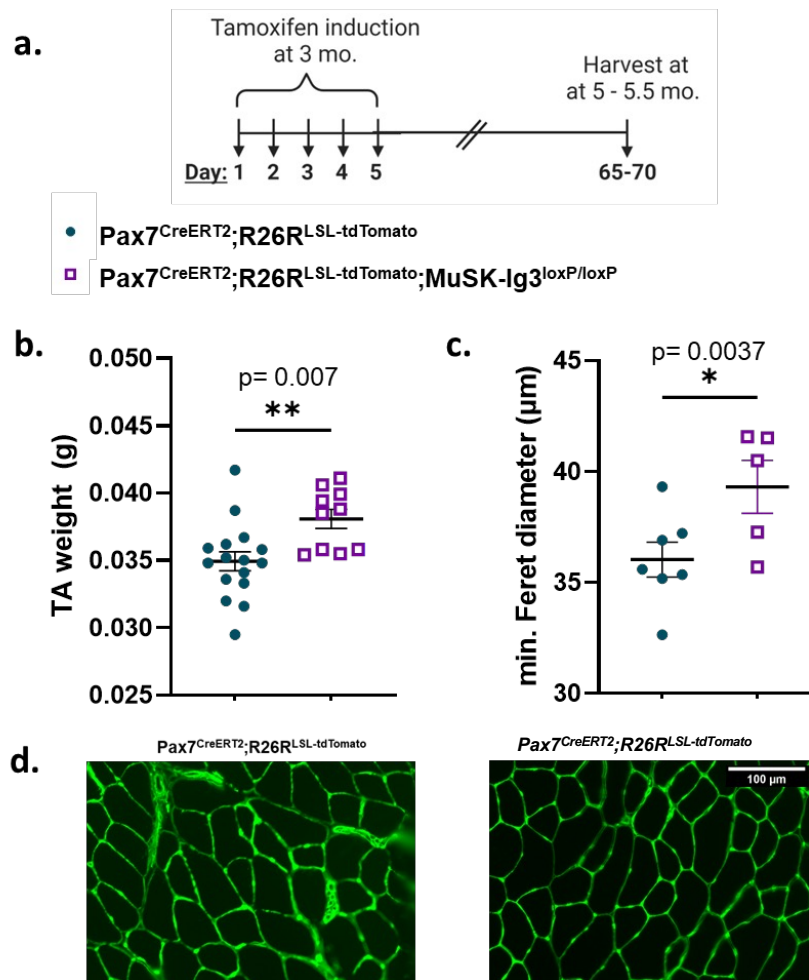 a.
Tamoxifen induction
at 3 mo.
Harvest at
at 5 - 5.5 mo.
Day: 1 2 3 4 5 65-70
Pax7CreERT2;R26RLSL-tdTomato
Pax7CreERT2;R26RLSL-tdTomato;MuSK-Ig3loxP/loxP
b.
0.050
0.045
0.040
0.035
0.030
0.025
TA weight (g)
p= 0.007
**
c.
45
40
35
30
min. Feret diameter (µm)
p= 0.0037
*
d.
Pax7CreERT2;R26RLSL-tdTomato
Pax7CreERT2;R26RLSL-tdTomato
100 µm